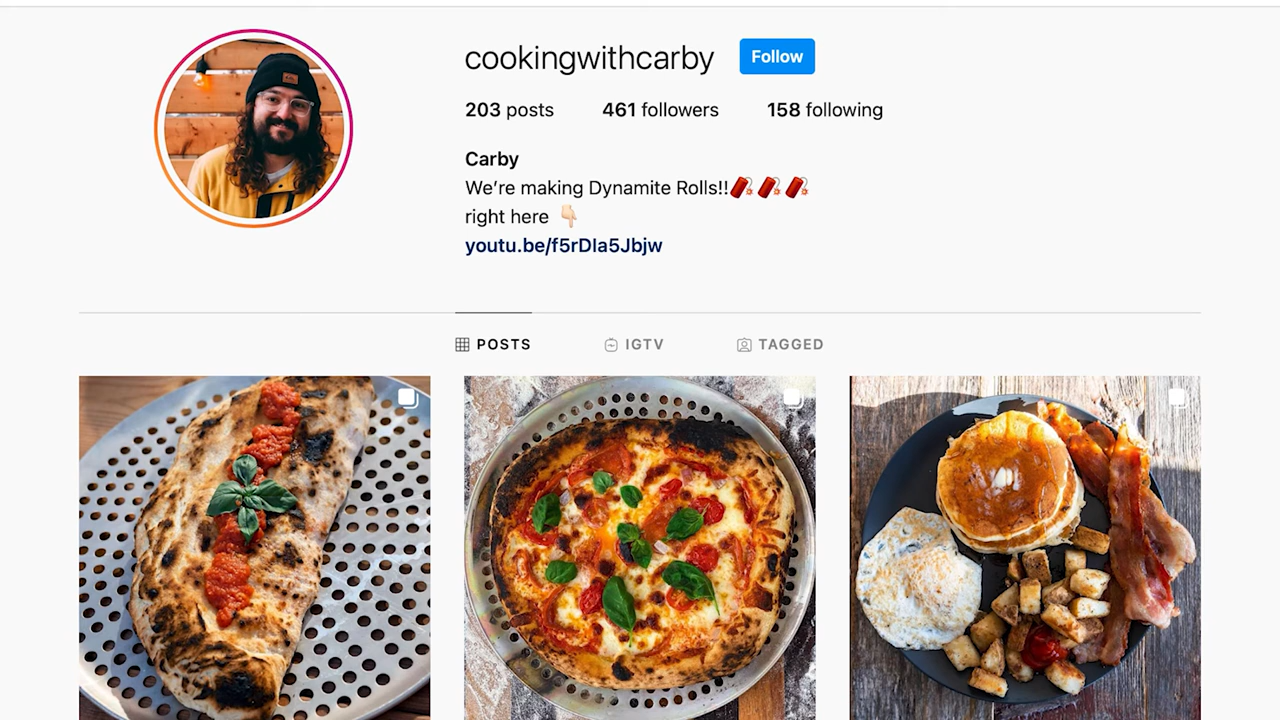 cookingwithcarby Follow
203 posts 461 followers 158 following
Carby
We're making Dynamite Rolls!!🧨🧨🧨
right here 👇🏻
youtu.be/f5rDIa5Jbjw
POSTS IGTV TAGGED